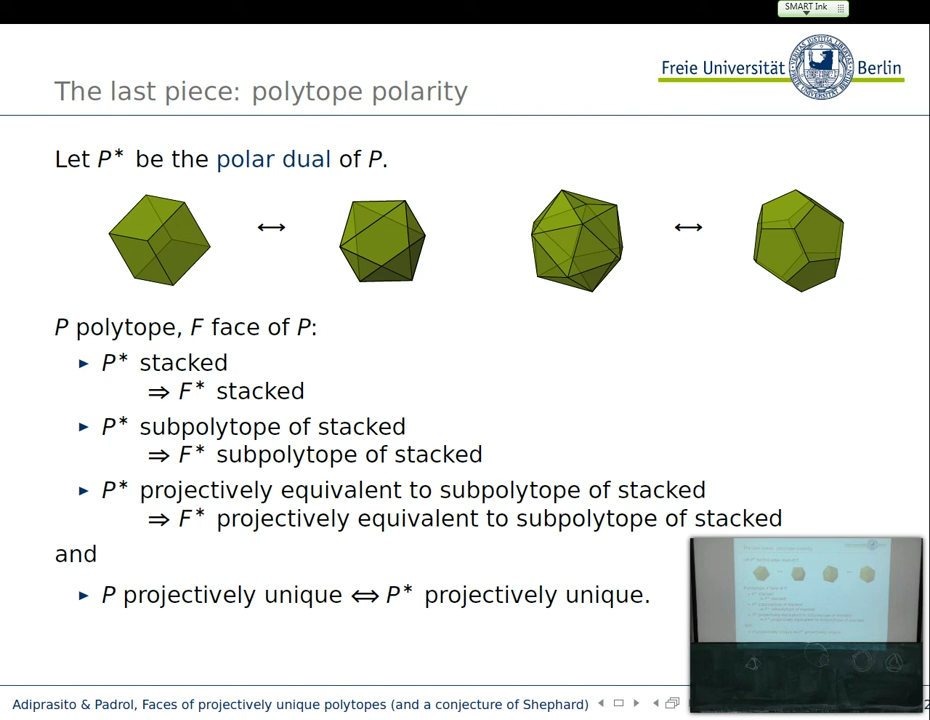 SMART Ink
Freie Universität Berlin
The last piece: polytope polarity
Let P* be the polar dual of P.
↔ ↔
P polytope, F face of P:
▸ P* stacked
⇒ F* stacked
▸ P* subpolytope of stacked
⇒ F* subpolytope of stacked
▸ P* projectively equivalent to subpolytope of stacked
⇒ F* projectively equivalent to subpolytope of stacked
and
▸ P projectively unique ⇔ P* projectively unique.
Adiprasito & Padrol, Faces of projectively unique polytopes (and a conjecture of Shephard)